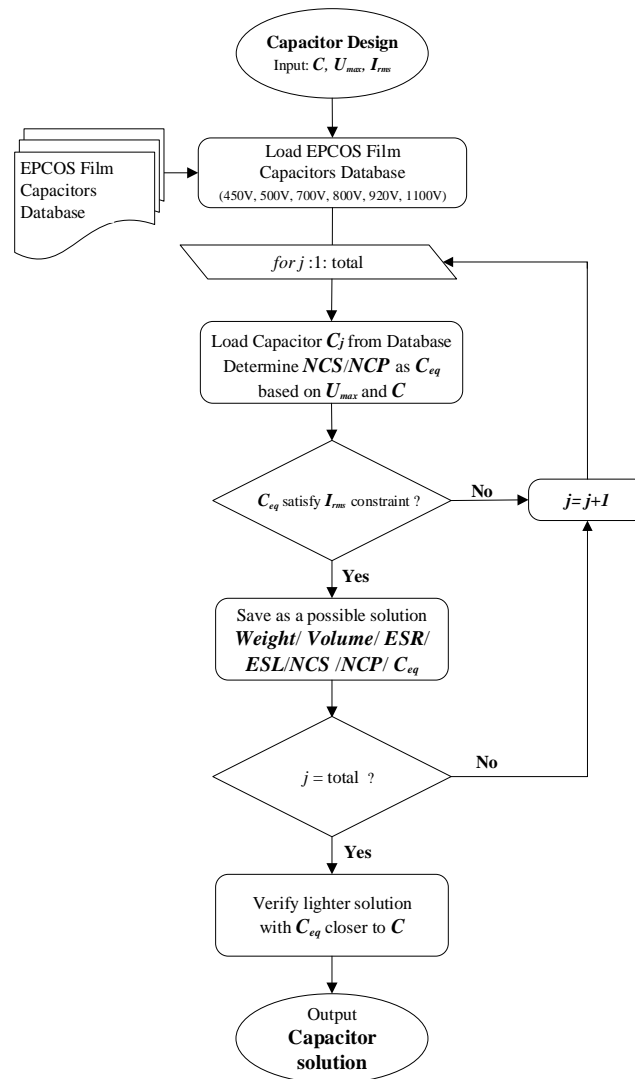 Capacitor Design
Input: C, Umax, Irms
EPCOS Film
Capacitors
Database
Load EPCOS Film
Capacitors Database
(450V, 500V, 700V, 800V, 920V, 1100V)
for j :1: total
Load Capacitor Cj from Database
Determine NCS/NCP as Ceq
based on Umax and C
Ceq satisfy Irms constraint ?
No
j= j+1
Yes
Save as a possible solution
Weight/ Volume/ ESR/
ESL/NCS /NCP/ Ceq
j = total ?
No
Yes
Verify lighter solution
with Ceq closer to C
Output
Capacitor
solution